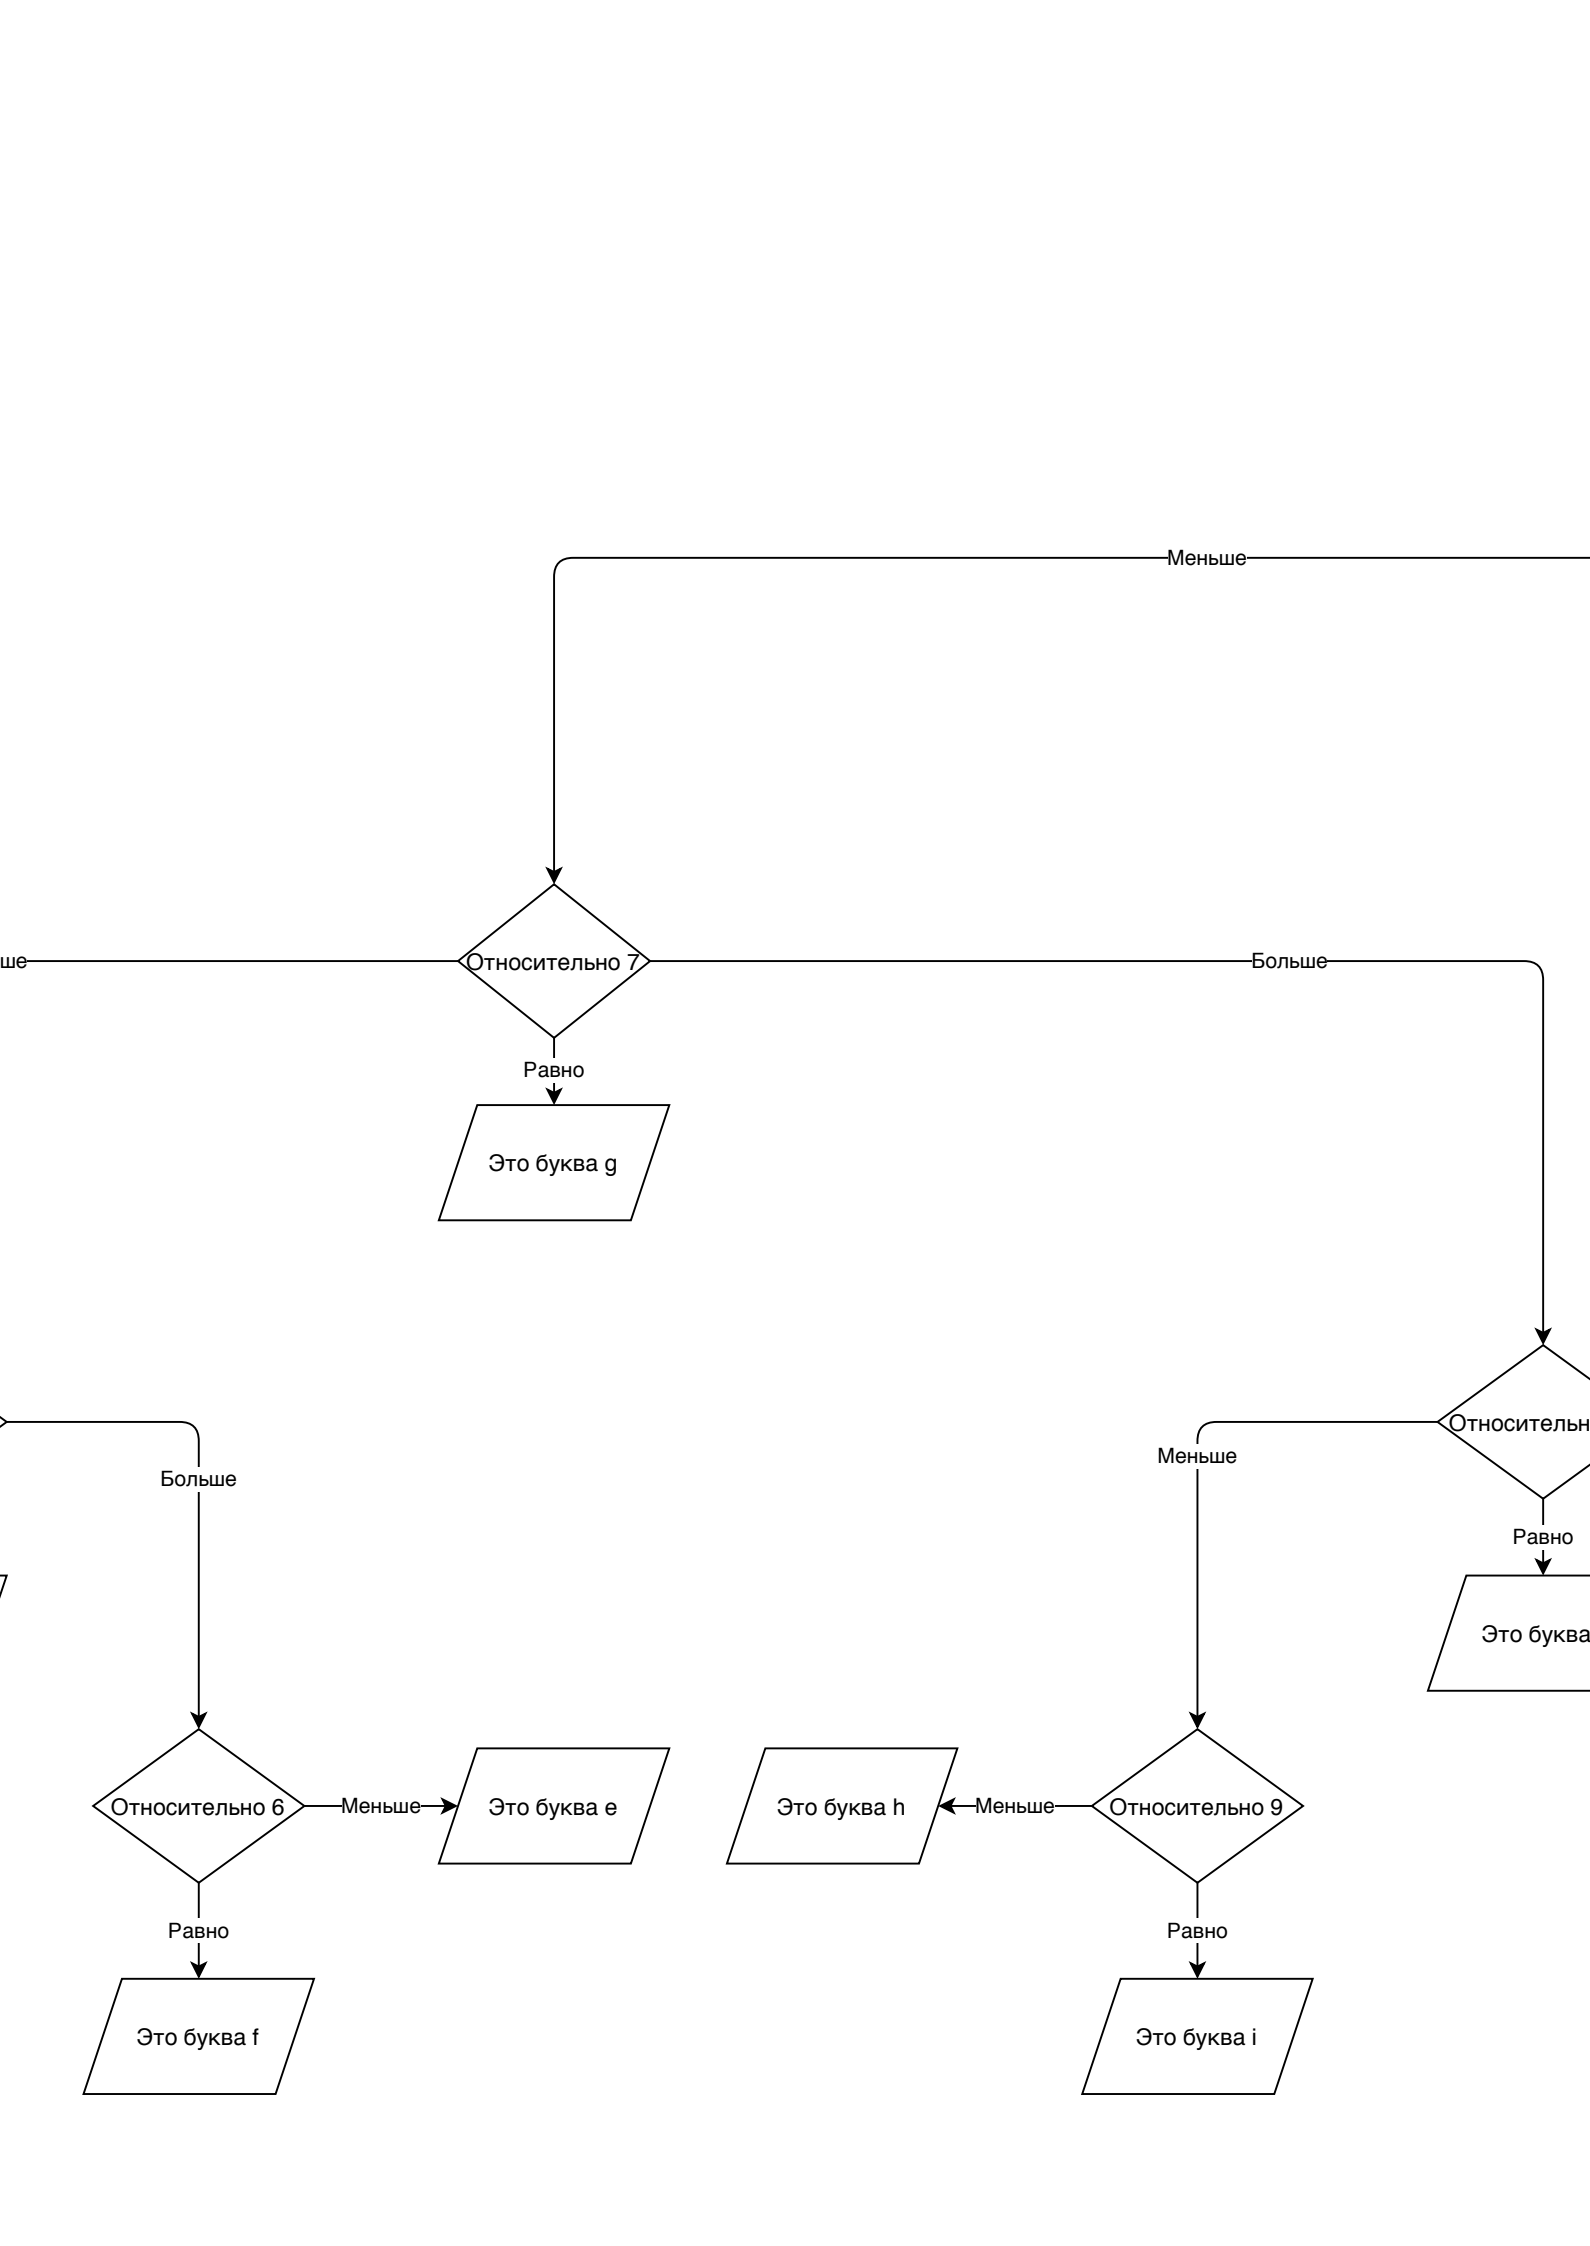 Меньше
ше
Относительно 7
Больше
Равно
Это буква g
Меньше
Больше
Равно
Это буква
Относительно 6
Меньше
Это буква e
Это буква h
Меньше
Относительно 9
Равно
Равно
Это буква f
Это буква i